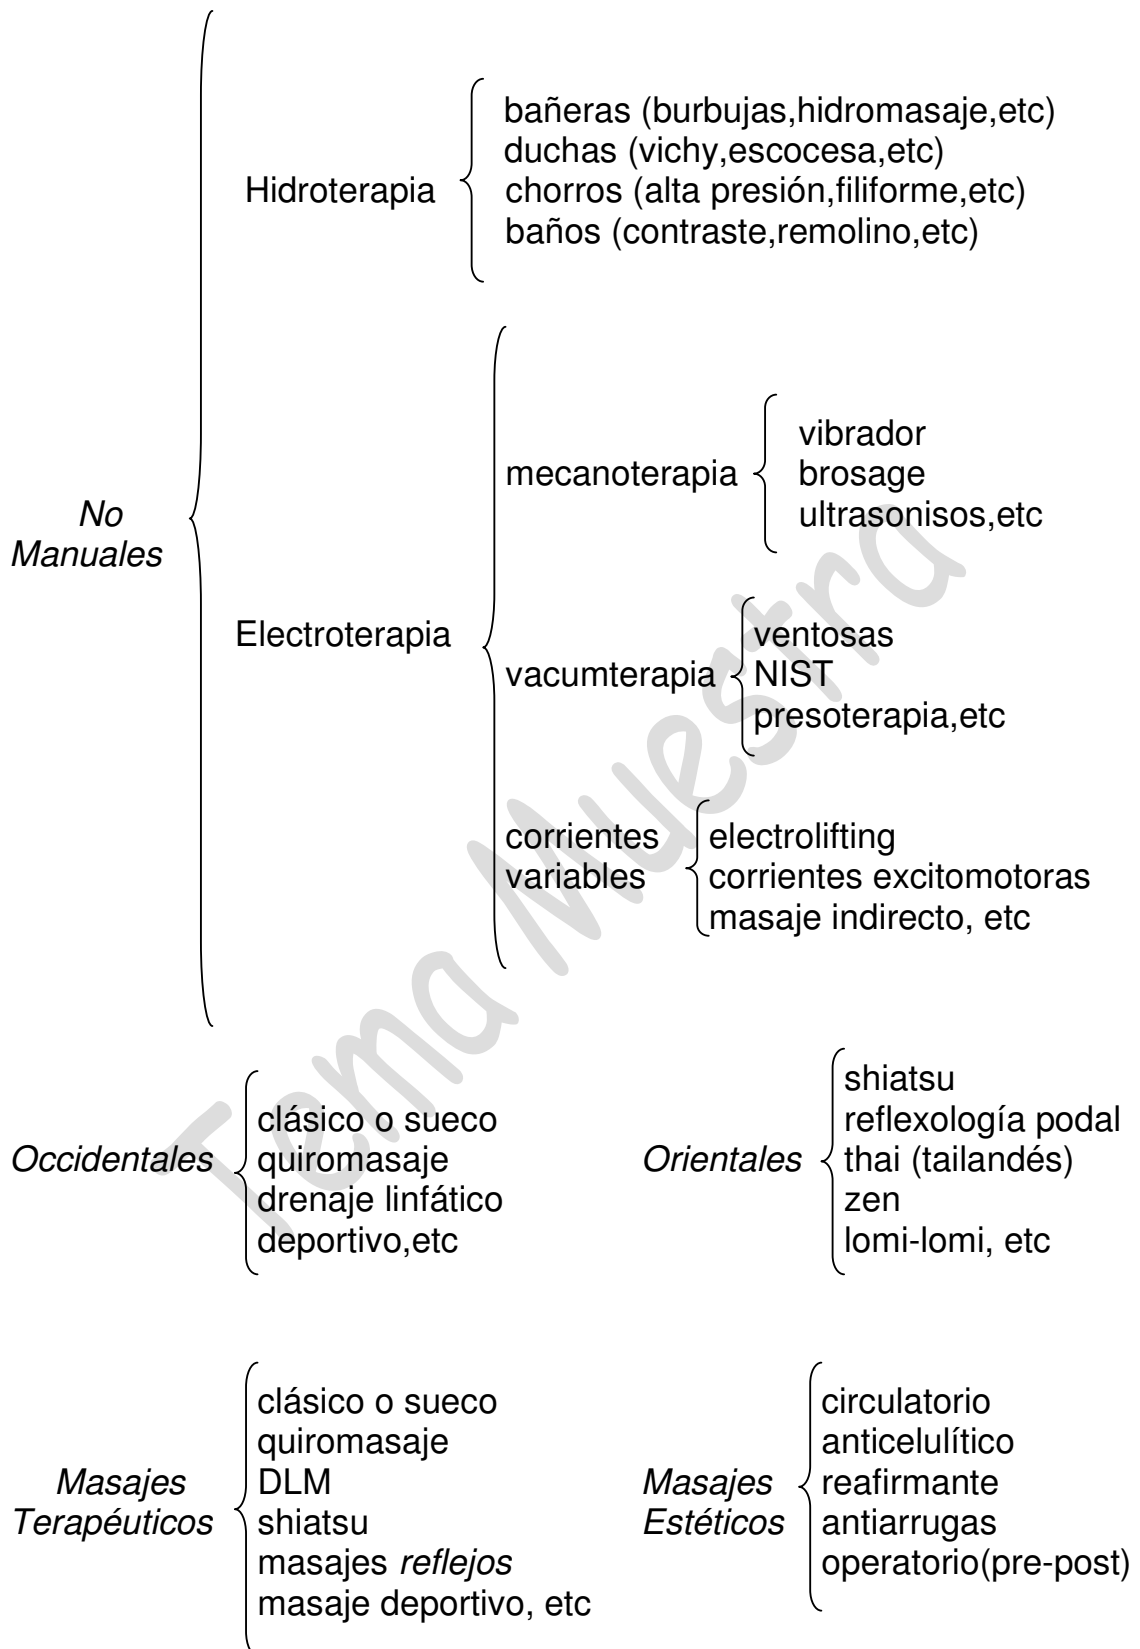 Hidroterapia
bañeras (burbujas,hidromasaje,etc)
duchas (vichy,escocesa,etc)
chorros (alta presión,filiforme,etc)
baños (contraste,remolino,etc)
No
Manuales
Electroterapia
mecanoterapia
vibrador
brosage
ultrasonisos,etc
vacumterapia
ventosas
NIST
presoterapia,etc
corrientes
variables
electrolifting
corrientes excitomotoras
masaje indirecto, etc
Occidentales
clásico o sueco
quiromasaje
drenaje linfático
deportivo,etc
Orientales
shiatsu
reflexología podal
thai (tailandés)
zen
lomi-lomi, etc
Masajes
Terapéuticos
clásico o sueco
quiromasaje
DLM
shiatsu
masajes reflejos
masaje deportivo, etc
Masajes
Estéticos
circulatorio
anticelulítico
reafirmante
antiarrugas
operatorio(pre-post)
Tema Muestra